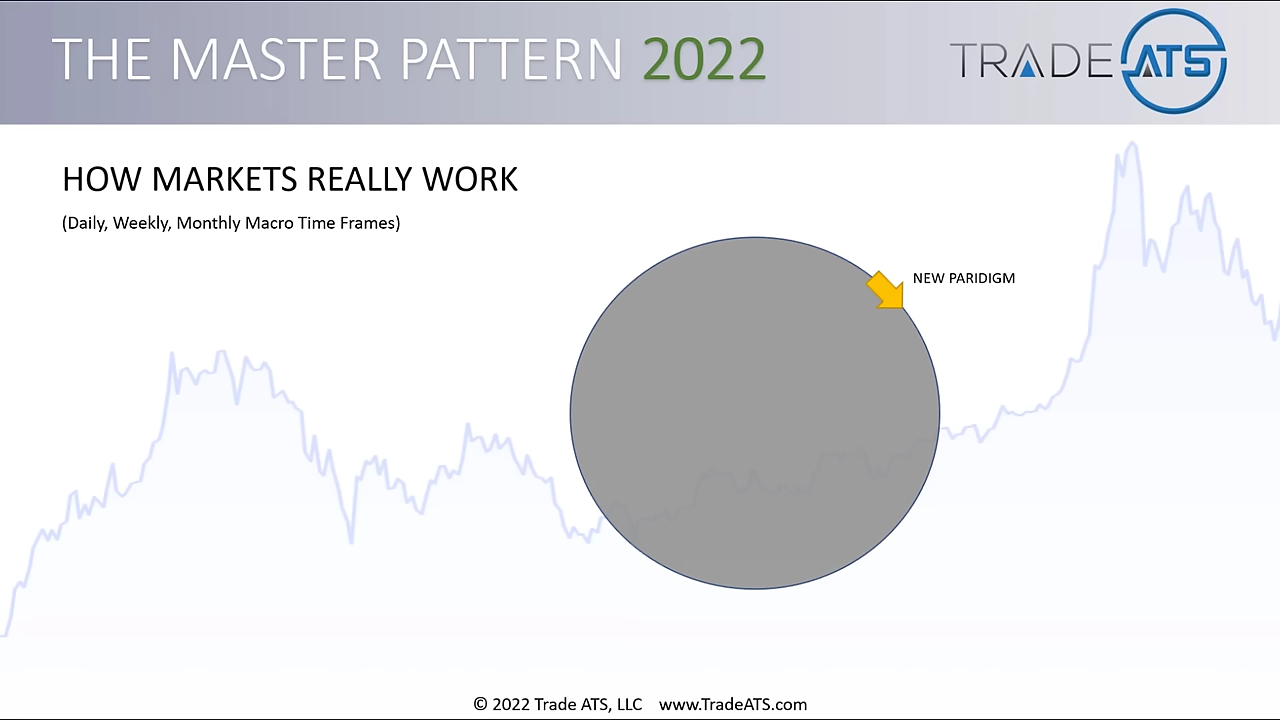 THE MASTER PATTERN 2022
TRADE ATS
HOW MARKETS REALLY WORK
(Daily, Weekly, Monthly Macro Time Frames)
NEW PARIDIGM
© 2022 Trade ATS, LLC www.TradeATS.com